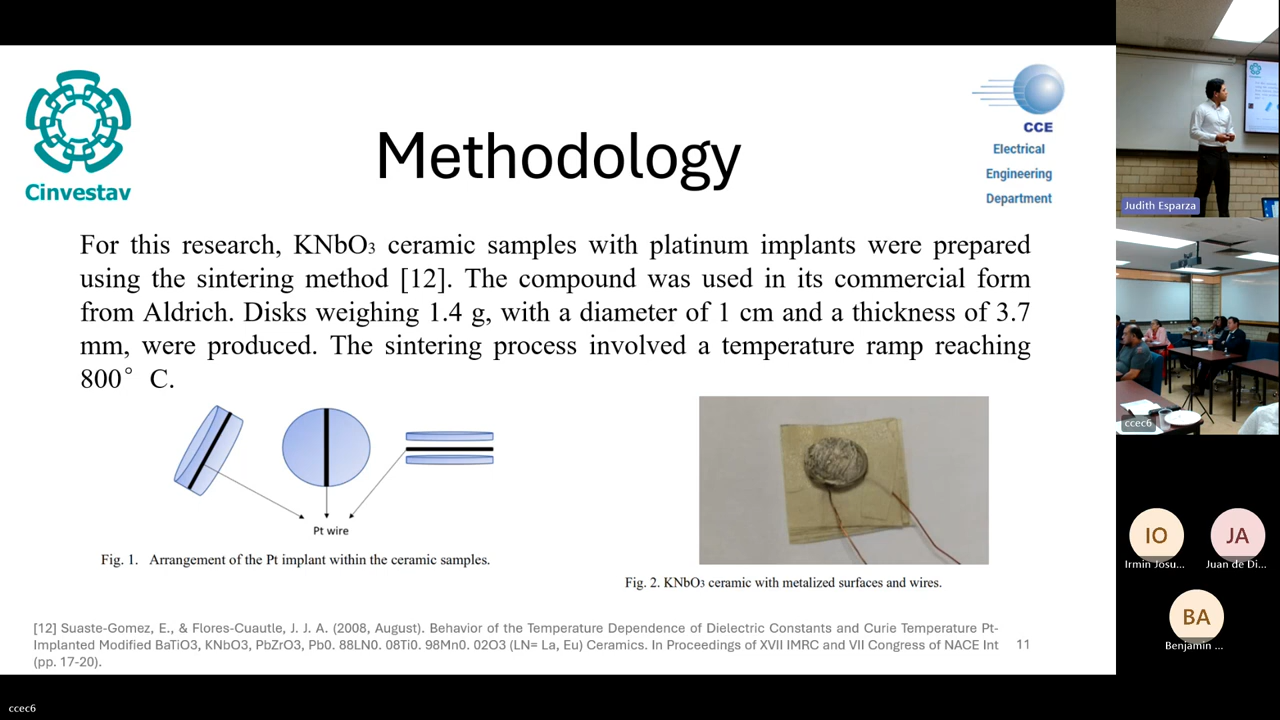 Cinvestav
CCE
Electrical
Engineering
Department
Methodology
For this research, KNbO₃ ceramic samples with platinum implants were prepared
using the sintering method [12]. The compound was used in its commercial form
from Aldrich. Disks weighing 1.4 g, with a diameter of 1 cm and a thickness of 3.7
mm, were produced. The sintering process involved a temperature ramp reaching
800° C.
Pt wire
Fig. 1. Arrangement of the Pt implant within the ceramic samples.
Fig. 2. KNbO₃ ceramic with metalized surfaces and wires.
[12] Suaste-Gomez, E., & Flores-Cuautle, J. J. A. (2008, August). Behavior of the Temperature Dependence of Dielectric Constants and Curie Temperature Pt-
Implanted Modified BaTiO3, KNbO3, PbZrO3, Pb0. 88LN0. 08Ti0. 98Mn0. 02O3 (LN= La, Eu) Ceramics. In Proceedings of XVII IMRC and VII Congress of NACE Int
(pp. 17-20).
11
Judith Esparza
ccec6
IO
Irmin Josu...
JA
Juan de Di...
BA
Benjamin ...
ccec6